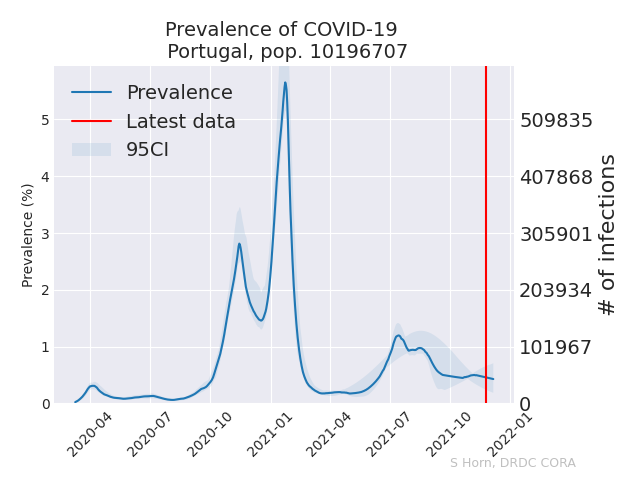 Prevalence of COVID-19
Portugal, pop. 10196707
Prevalence
Latest data
95CI
Prevalence (%)
5
4
3
2
1
0
509835
407868
305901
203934
101967
0
# of infections
2020-04
2020-07
2020-10
2021-01
2021-04
2021-07
2021-10
2022-01
S Horn, DRDC CORA